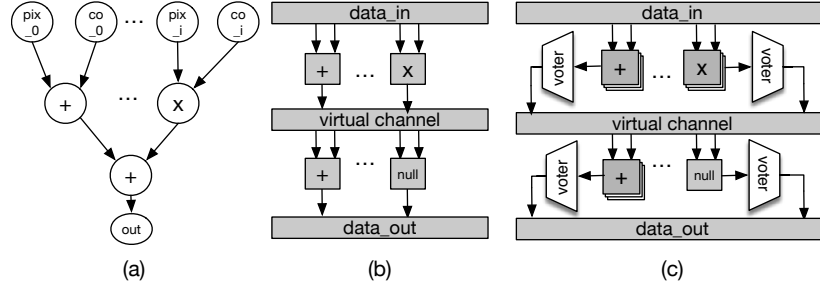 pix _0
co _0
...
pix _i
co _i
+
...
x
+
out
(a)
data_in
+
...
x
virtual channel
+
...
null
data_out
(b)
data_in
voter
+
...
x
voter
virtual channel
voter
+
...
null
voter
data_out
(c)